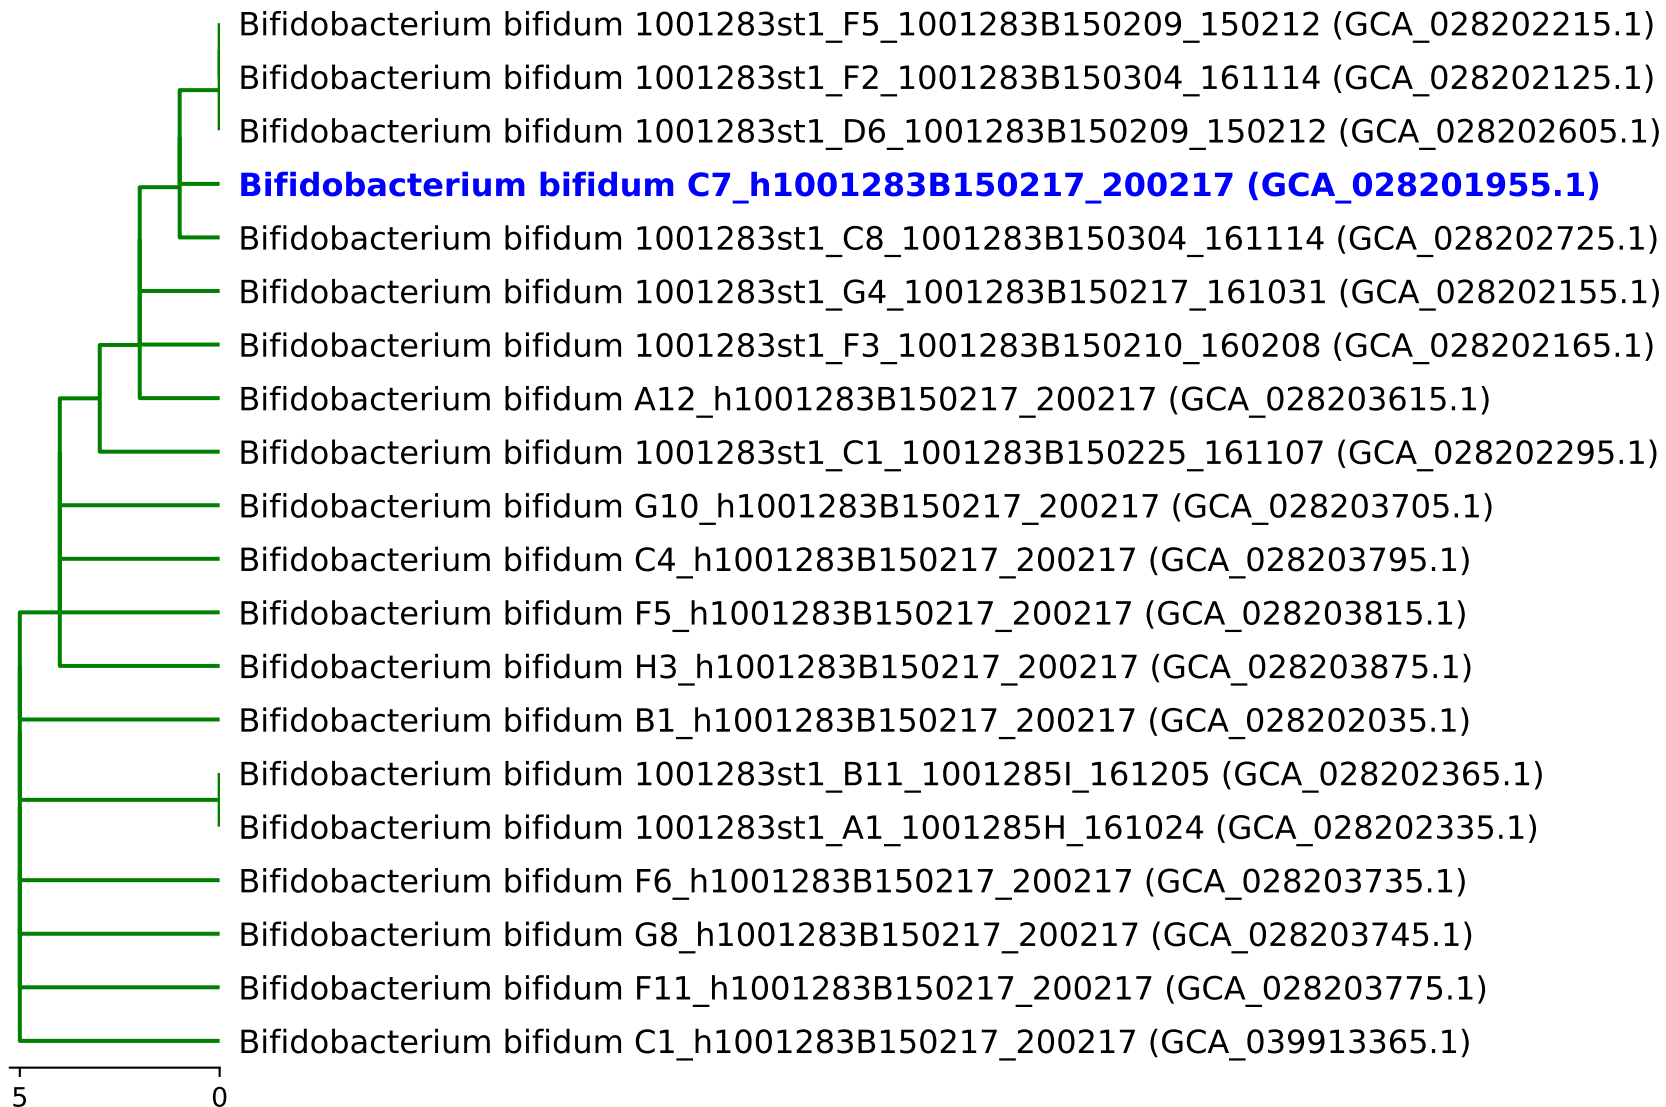 Bifidobacterium bifidum 1001283st1_F5_1001283B150209_150212 (GCA_028202215.1)
Bifidobacterium bifidum 1001283st1_F2_1001283B150304_161114 (GCA_028202125.1)
Bifidobacterium bifidum 1001283st1_D6_1001283B150209_150212 (GCA_028202605.1)
Bifidobacterium bifidum C7_h1001283B150217_200217 (GCA_028201955.1)
Bifidobacterium bifidum 1001283st1_C8_1001283B150304_161114 (GCA_028202725.1)
Bifidobacterium bifidum 1001283st1_G4_1001283B150217_161031 (GCA_028202155.1)
Bifidobacterium bifidum 1001283st1_F3_1001283B150210_160208 (GCA_028202165.1)
Bifidobacterium bifidum A12_h1001283B150217_200217 (GCA_028203615.1)
Bifidobacterium bifidum 1001283st1_C1_1001283B150225_161107 (GCA_028202295.1)
Bifidobacterium bifidum G10_h1001283B150217_200217 (GCA_028203705.1)
Bifidobacterium bifidum C4_h1001283B150217_200217 (GCA_028203795.1)
Bifidobacterium bifidum F5_h1001283B150217_200217 (GCA_028203815.1)
Bifidobacterium bifidum H3_h1001283B150217_200217 (GCA_028203875.1)
Bifidobacterium bifidum B1_h1001283B150217_200217 (GCA_028202035.1)
Bifidobacterium bifidum 1001283st1_B11_1001285I_161205 (GCA_028202365.1)
Bifidobacterium bifidum 1001283st1_A1_1001285H_161024 (GCA_028202335.1)
Bifidobacterium bifidum F6_h1001283B150217_200217 (GCA_028203735.1)
Bifidobacterium bifidum G8_h1001283B150217_200217 (GCA_028203745.1)
Bifidobacterium bifidum F11_h1001283B150217_200217 (GCA_028203775.1)
Bifidobacterium bifidum C1_h1001283B150217_200217 (GCA_039913365.1)
5 0